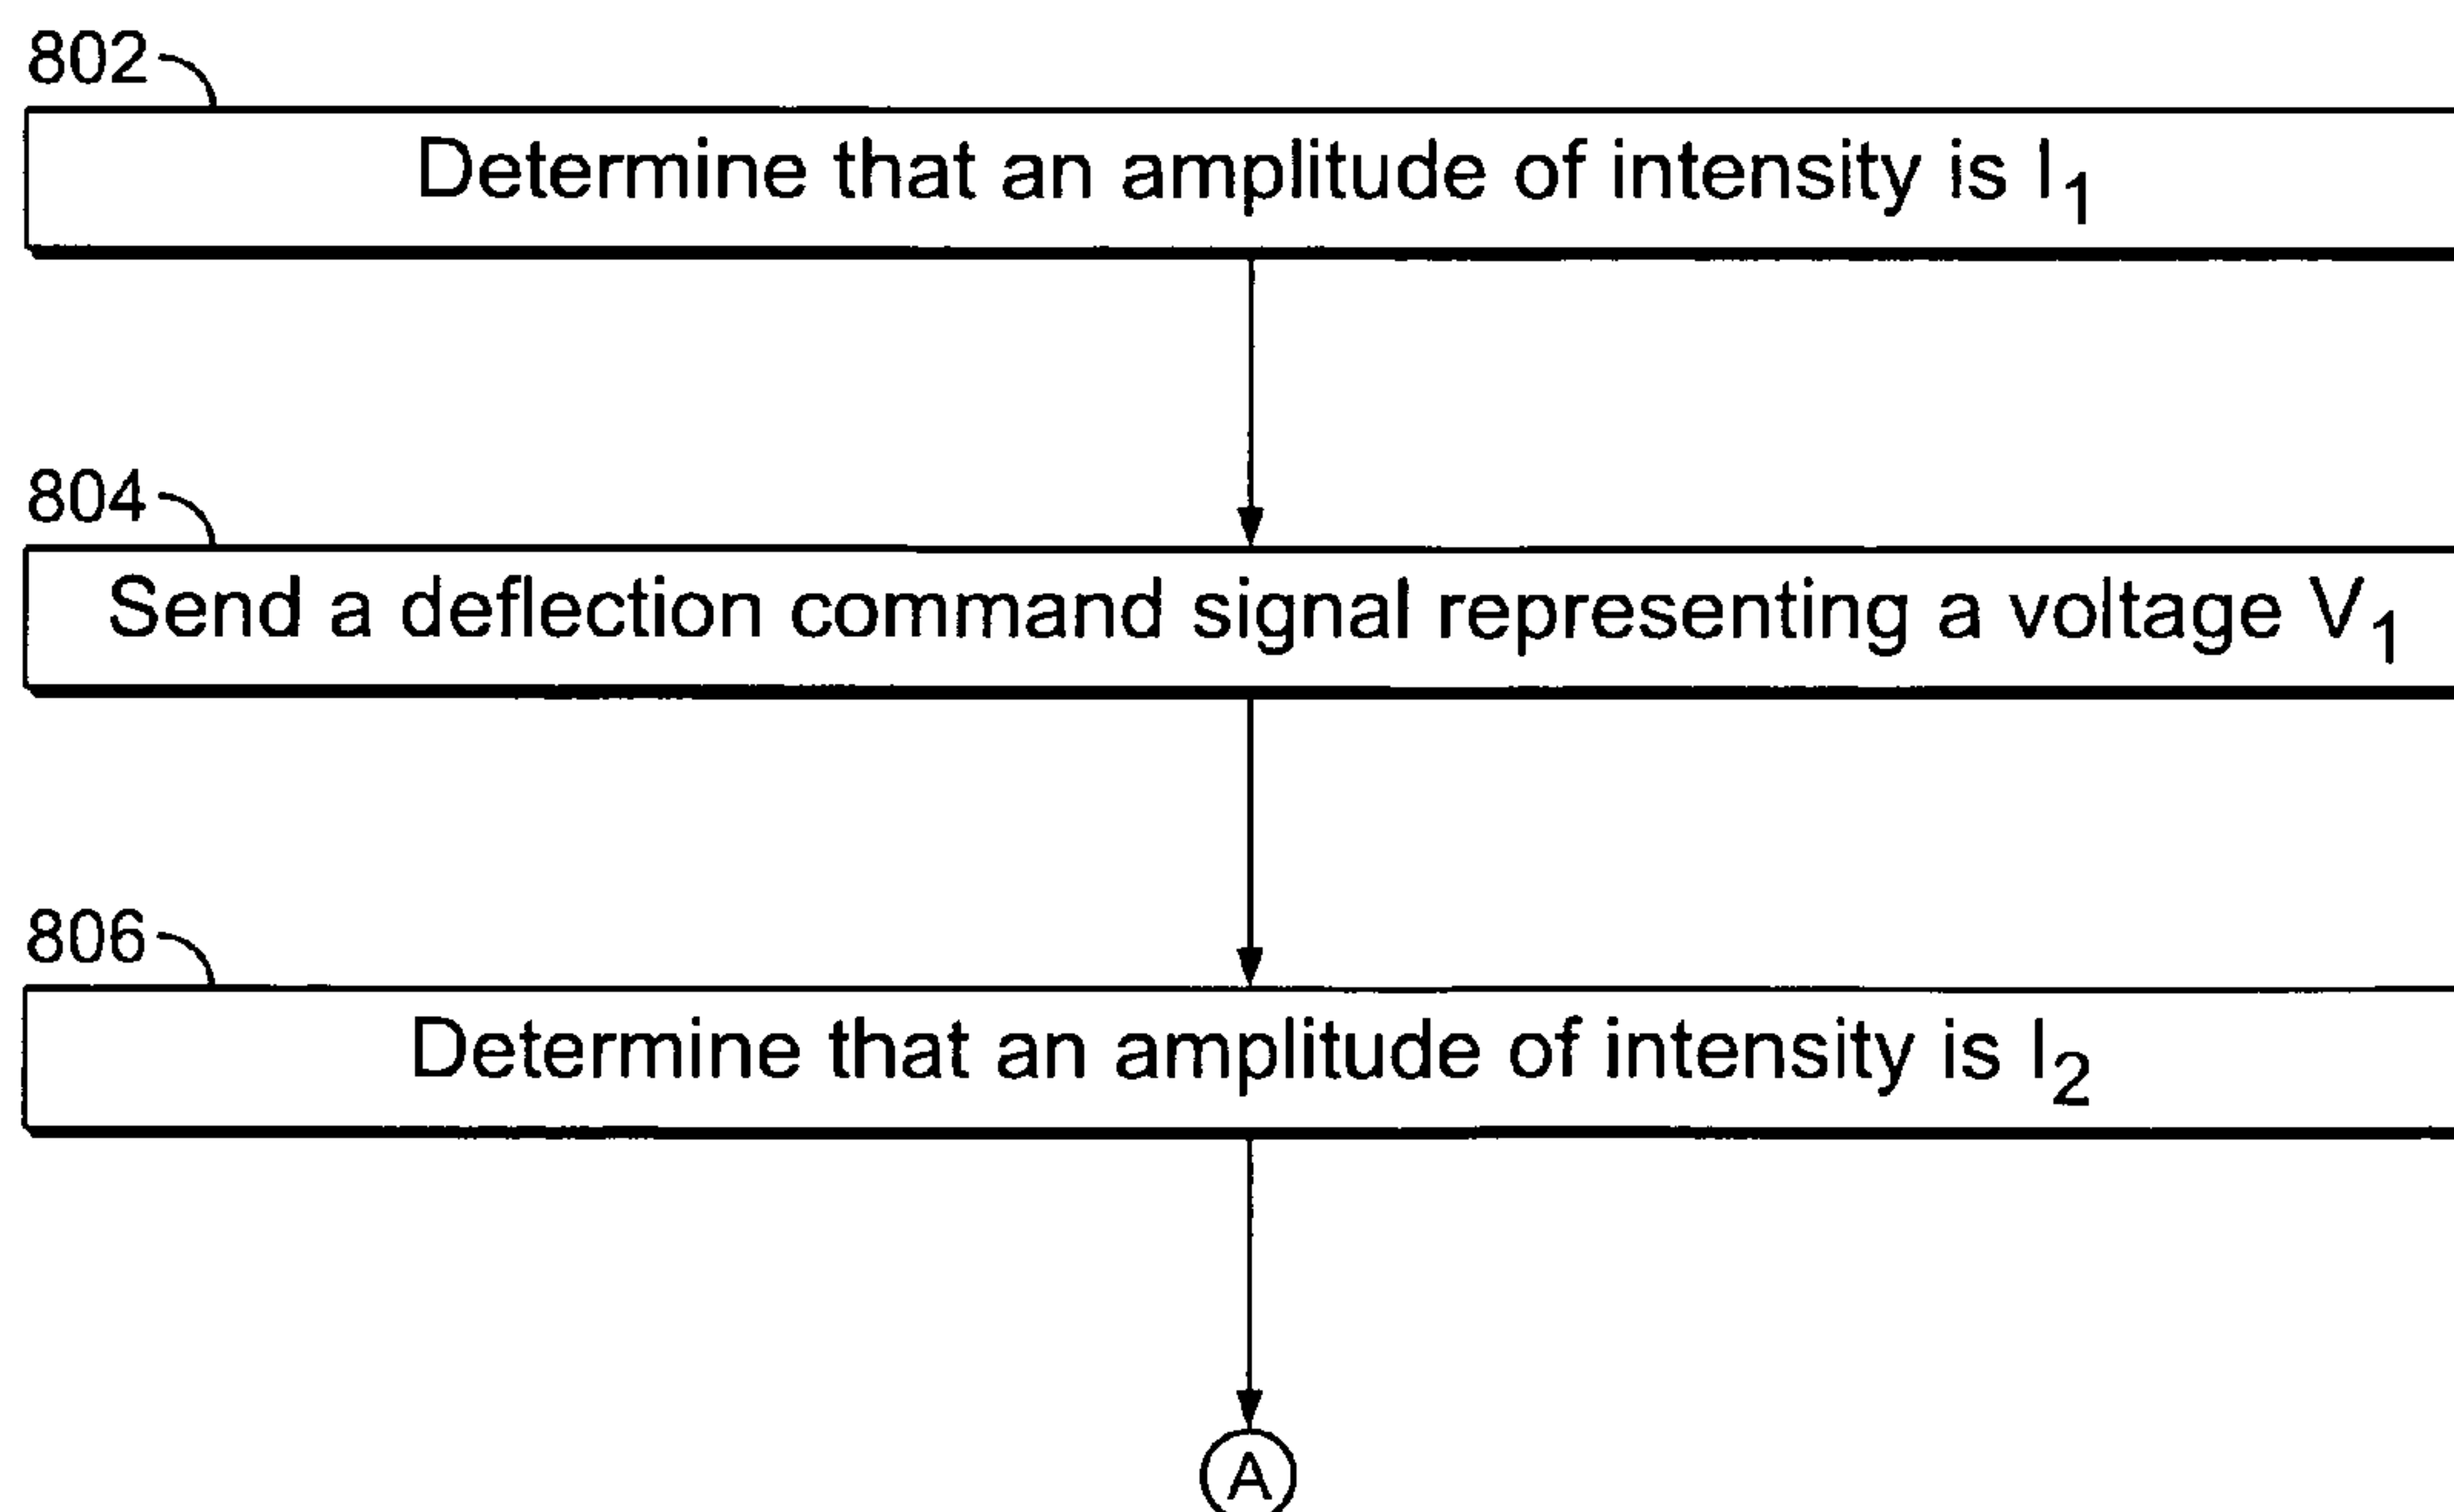 802
Determine that an amplitude of intensity is I₁
804
Send a deflection command signal representing a voltage V₁
806
Determine that an amplitude of intensity is I₂
A